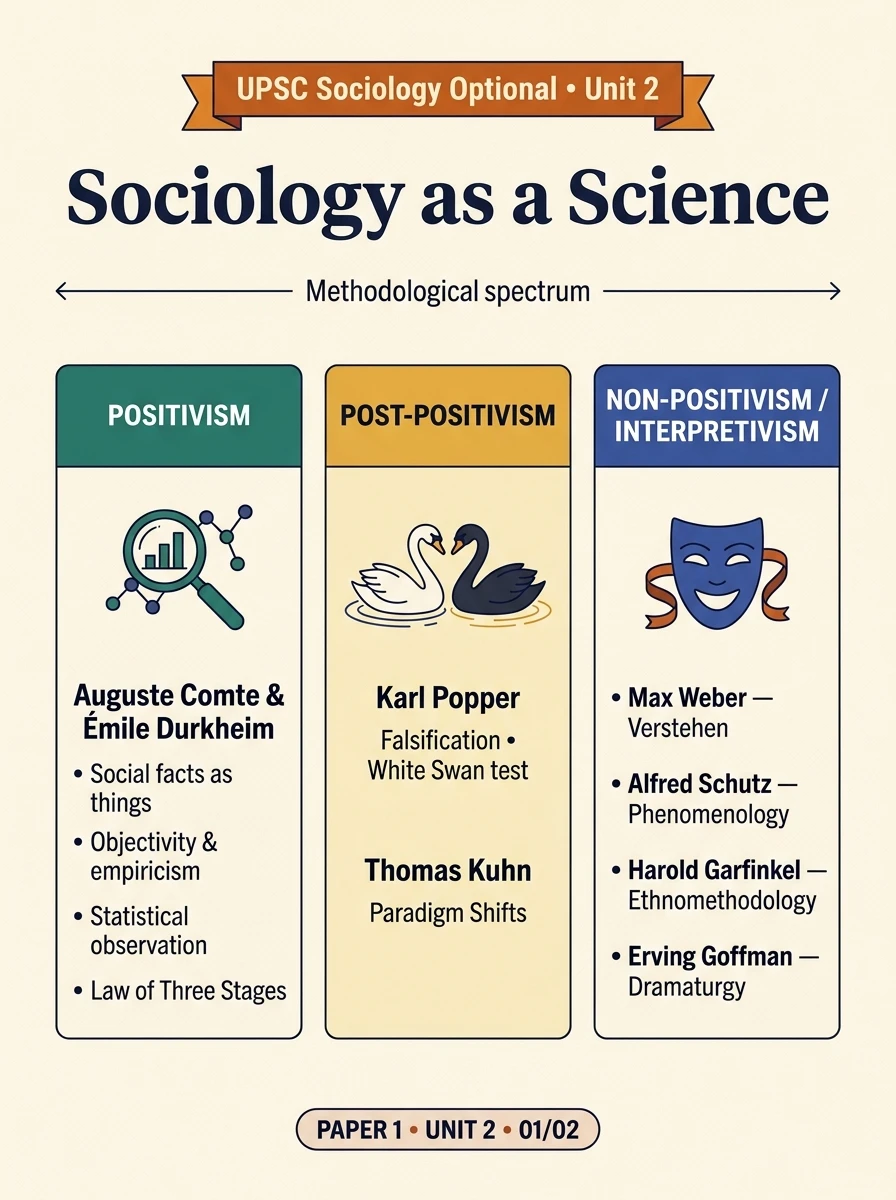 UPSC Sociology Optional • Unit 2
Sociology as a Science
Methodological spectrum
POSITIVISM
Auguste Comte &
Émile Durkheim
• Social facts as
things
• Objectivity &
empiricism
• Statistical
observation
• Law of Three Stages
POST-POSITIVISM
Karl Popper
Falsification •
White Swan test
Thomas Kuhn
Paradigm Shifts
NON-POSITIVISM /
INTERPRETIVISM
• Max Weber —
Verstehen
• Alfred Schutz —
Phenomenology
• Harold Garfinkel —
Ethnomethodology
• Erving Goffman —
Dramaturgy
PAPER 1 • UNIT 2 • 01/02